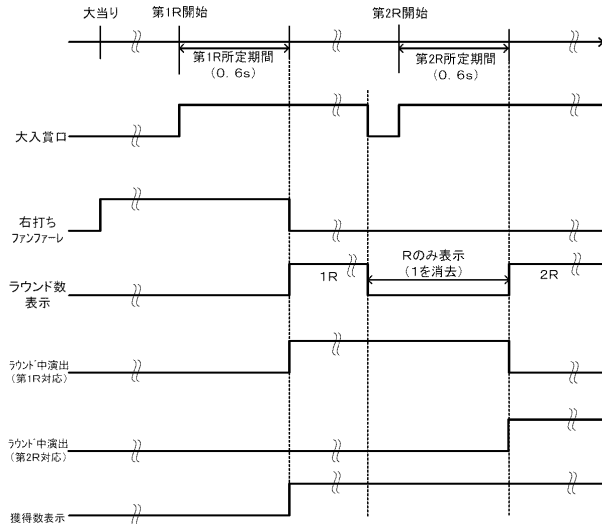 大当り
第1R開始
第2R開始
第1R所定期間
(0. 6s)
第2R所定期間
(0. 6s)
大入賞口
右打ち
ファンファーレ
ラウンド数
表示
1R
Rのみ表示
(1を消去)
2R
ラウンド中演出
(第1R対応)
ラウンド中演出
(第2R対応)
獲得数表示